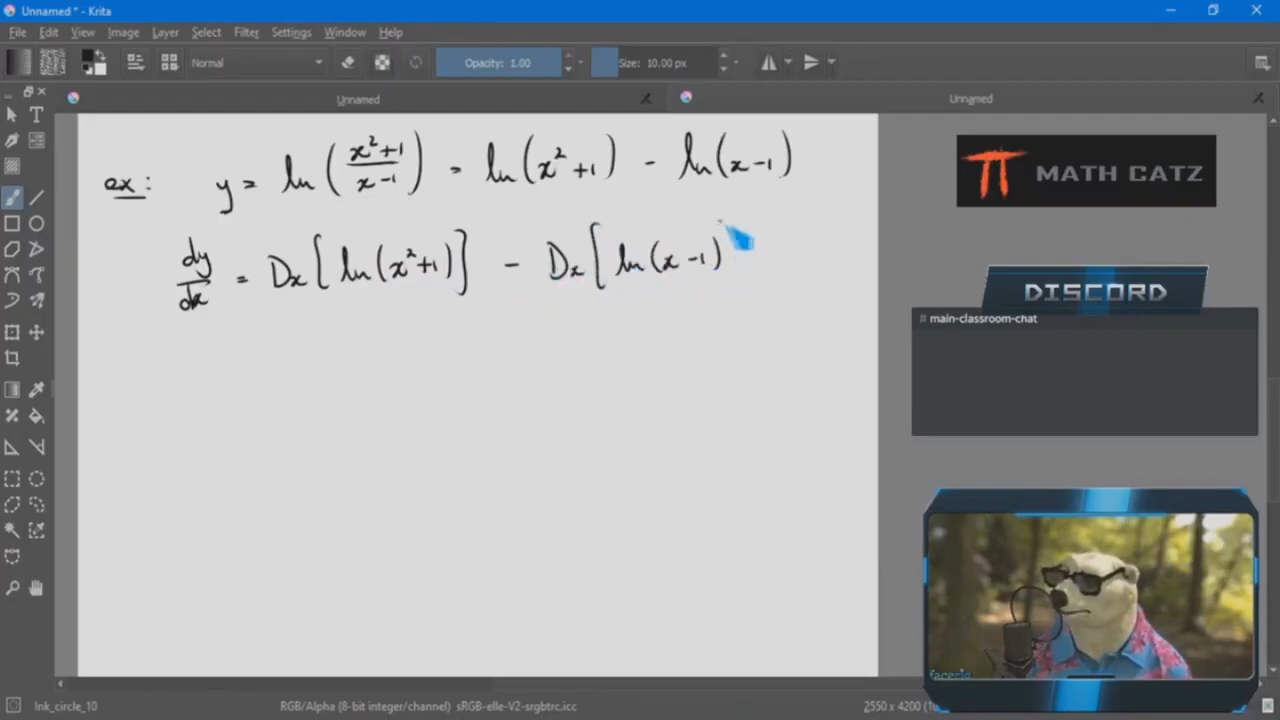 Unnamed * - Krita
File Edit View Image Layer Select Filter Settings Windows Help
Normal Opacity: 1.00 Size: 10.00 px
Unnamed Unnamed
ex: y = ln((x²+1)/(x-1)) = ln(x²+1) - ln(x-1)
dy/dx = Dx[ln(x²+1)] - Dx[ln(x-1)
MATH CATZ
DISCORD
# main-classroom-chat
facerig
Ink_circle_10 RGB/Alpha (8-bit integer/channel) sRGB-elle-V2-srgbtrc.icc 2550 x 4200